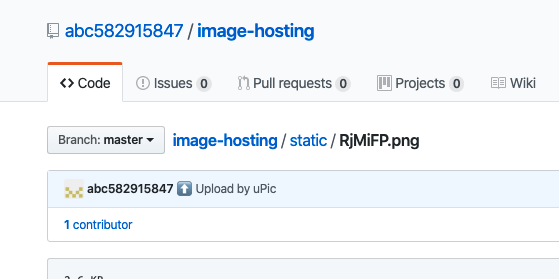 abc582915847 / image-hosting
Code Issues 0 Pull requests 0 Projects 0 Wiki
Branch: master image-hosting / static / RjMiFP.png
abc582915847 Upload by uPic
1 contributor